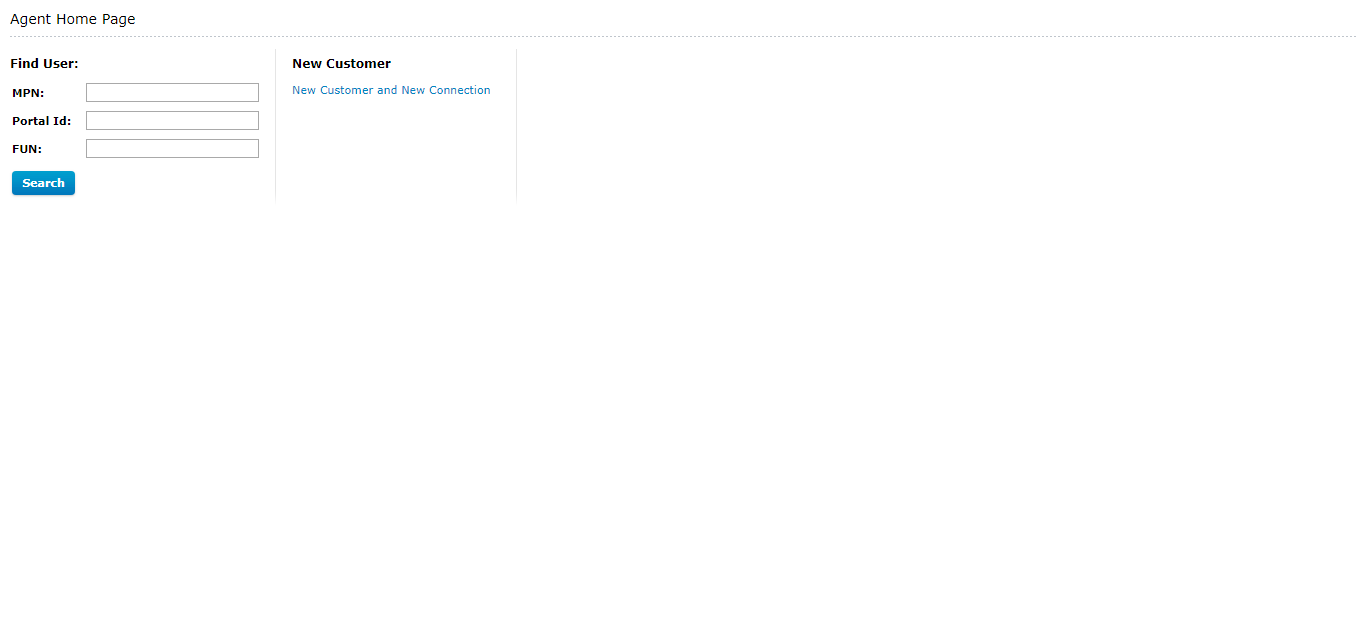 Agent Home Page
Find User:
MPN:
Portal Id:
FUN:
Search
New Customer
New Customer and New Connection